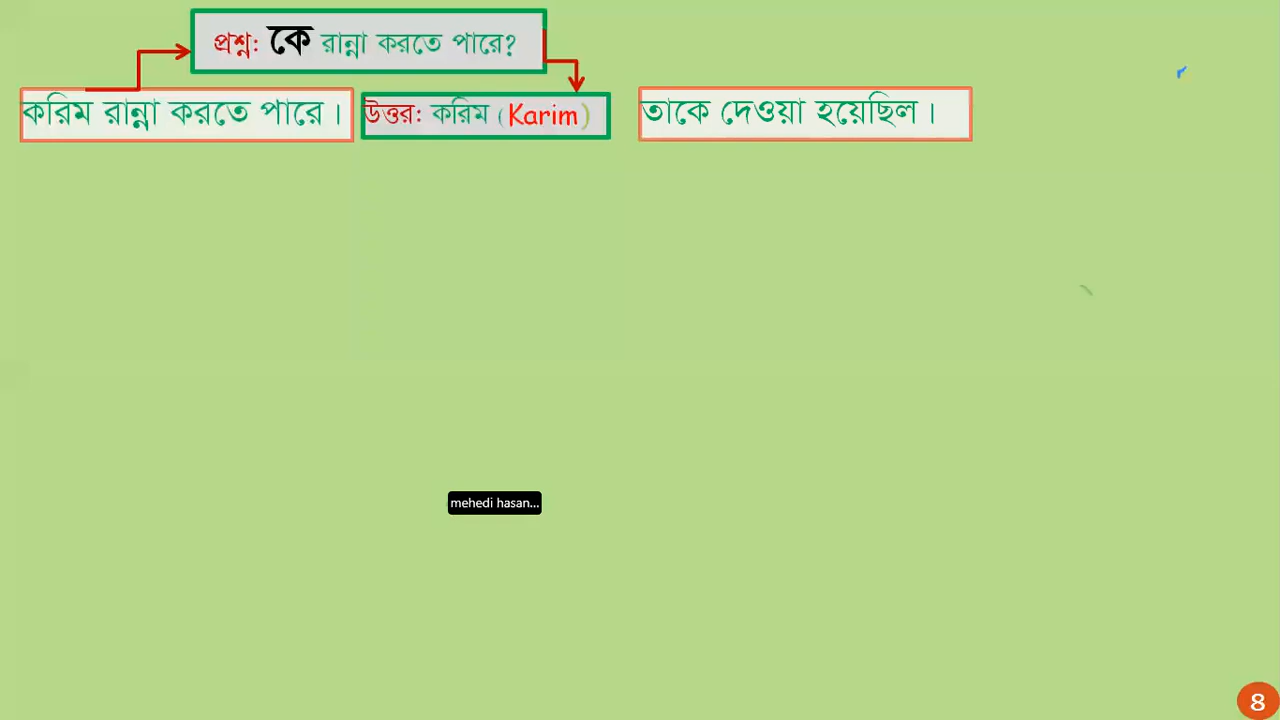 প্রশ্ন: কে রান্না করতে পারে?
করিম রান্না করতে পারে।
উত্তর: করিম (Karim)
তাকে দেওয়া হয়েছিল।
mehedi hasan...
8